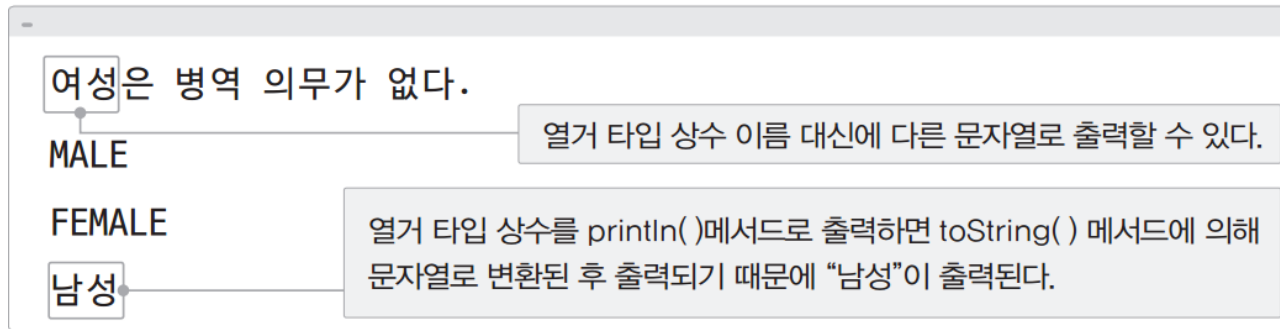 여성은 병역 의무가 없다.
열거 타입 상수 이름 대신에 다른 문자열로 출력할 수 있다.
MALE
FEMALE
열거 타입 상수를 println( )메서드로 출력하면 toString( ) 메서드에 의해
문자열로 변환된 후 출력되기 때문에 “남성”이 출력된다.
남성